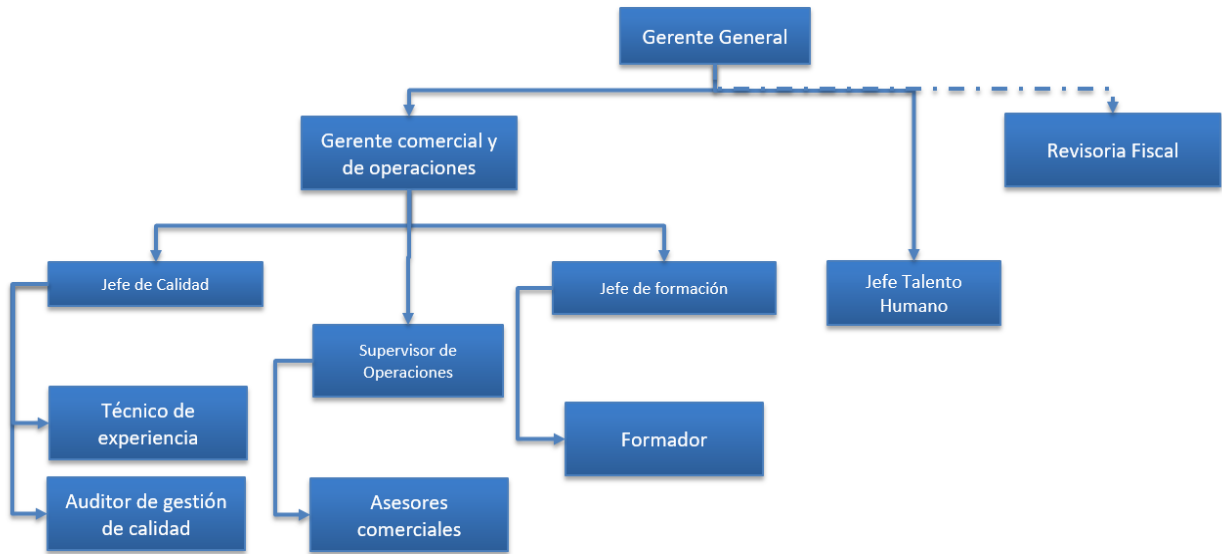 Gerente General
Gerente comercial y
de operaciones
Revisoria Fiscal
Jefe de Calidad
Jefe de formación
Jefe Talento
Humano
Supervisor de
Operaciones
Técnico de
experiencia
Formador
Auditor de gestión
de calidad
Asesores
comerciales